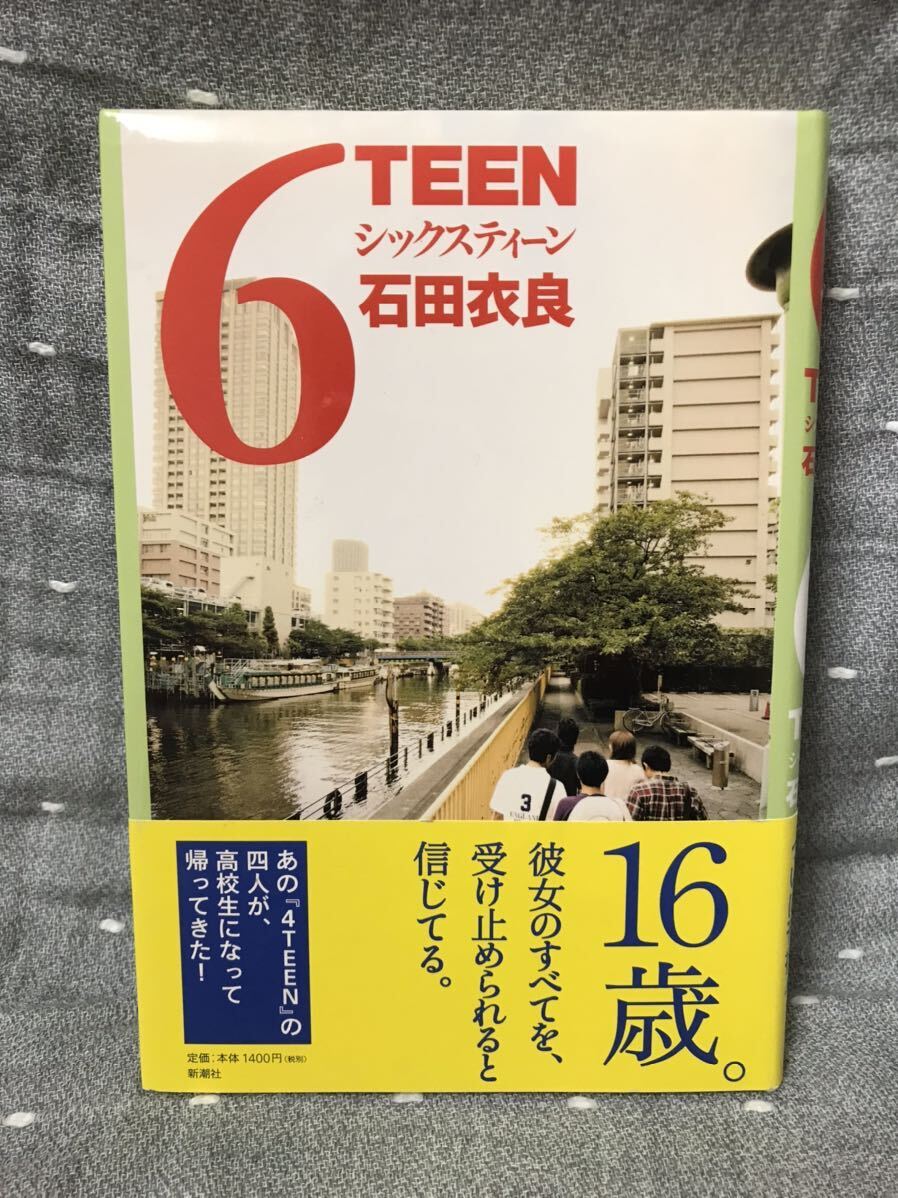 6TEEN
シックスティーン
石田衣良
3
ENGLAND
16歳。
彼女のすべてを、
受け止められると
信じてる。
あの『4TEEN』の
四人が、
高校生になって
帰ってきた!
定価:本体1400円(税別)
新潮社